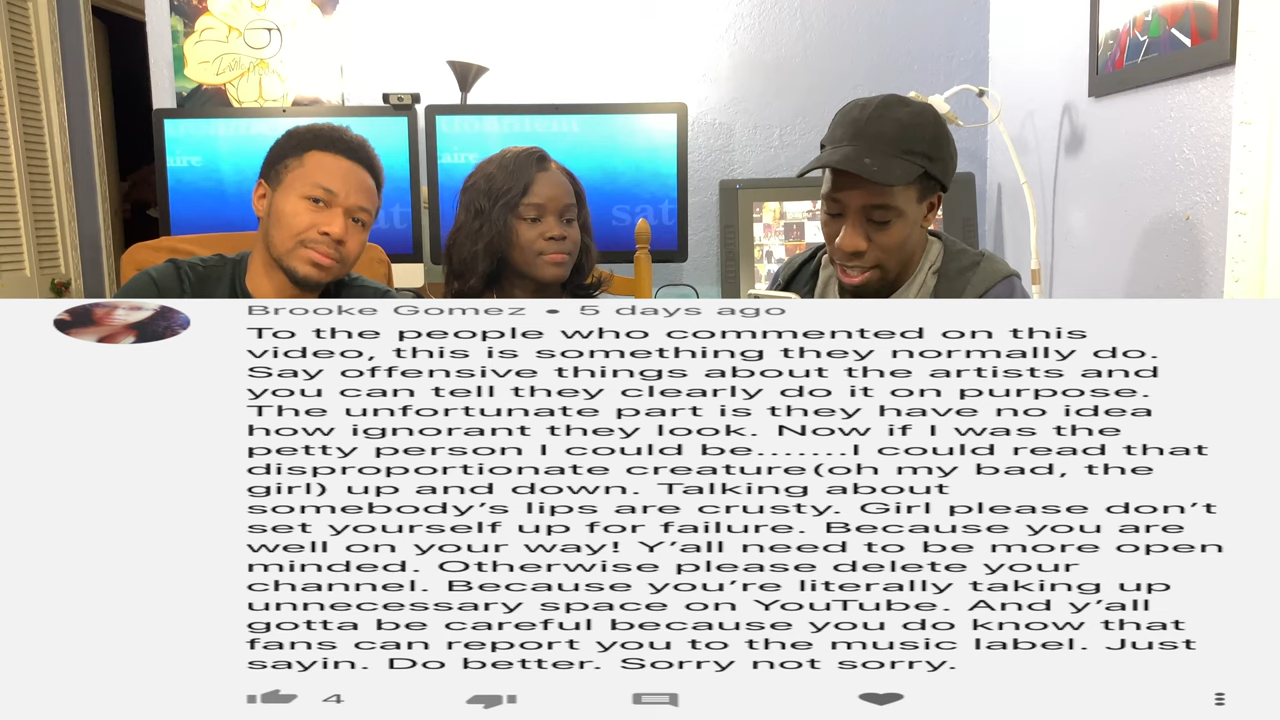 aire
at
tionnement
aire
sat
Brooke Gomez • 5 days ago
To the people who commented on this
video, this is something they normally do.
Say offensive things about the artists and
you can tell they clearly do it on purpose.
The unfortunate part is they have no idea
how ignorant they look. Now if I was the
petty person I could be.......I could read that
disproportionate creature(oh my bad, the
girl) up and down. Talking about
somebody's lips are crusty. Girl please don't
set yourself up for failure. Because you are
well on your way! Y'all need to be more open
minded. Otherwise please delete your
channel. Because you're literally taking up
unnecessary space on YouTube. And y'all
gotta be careful because you do know that
fans can report you to the music label. Just
sayin. Do better. Sorry not sorry.
4